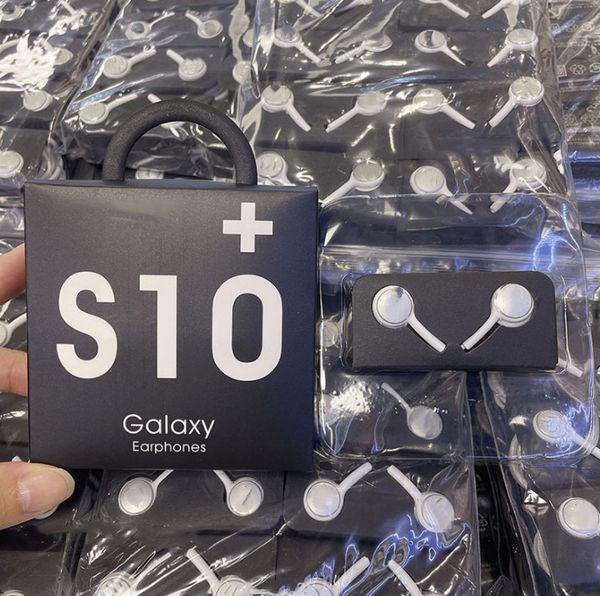 +
S10
Galaxy
Earphones